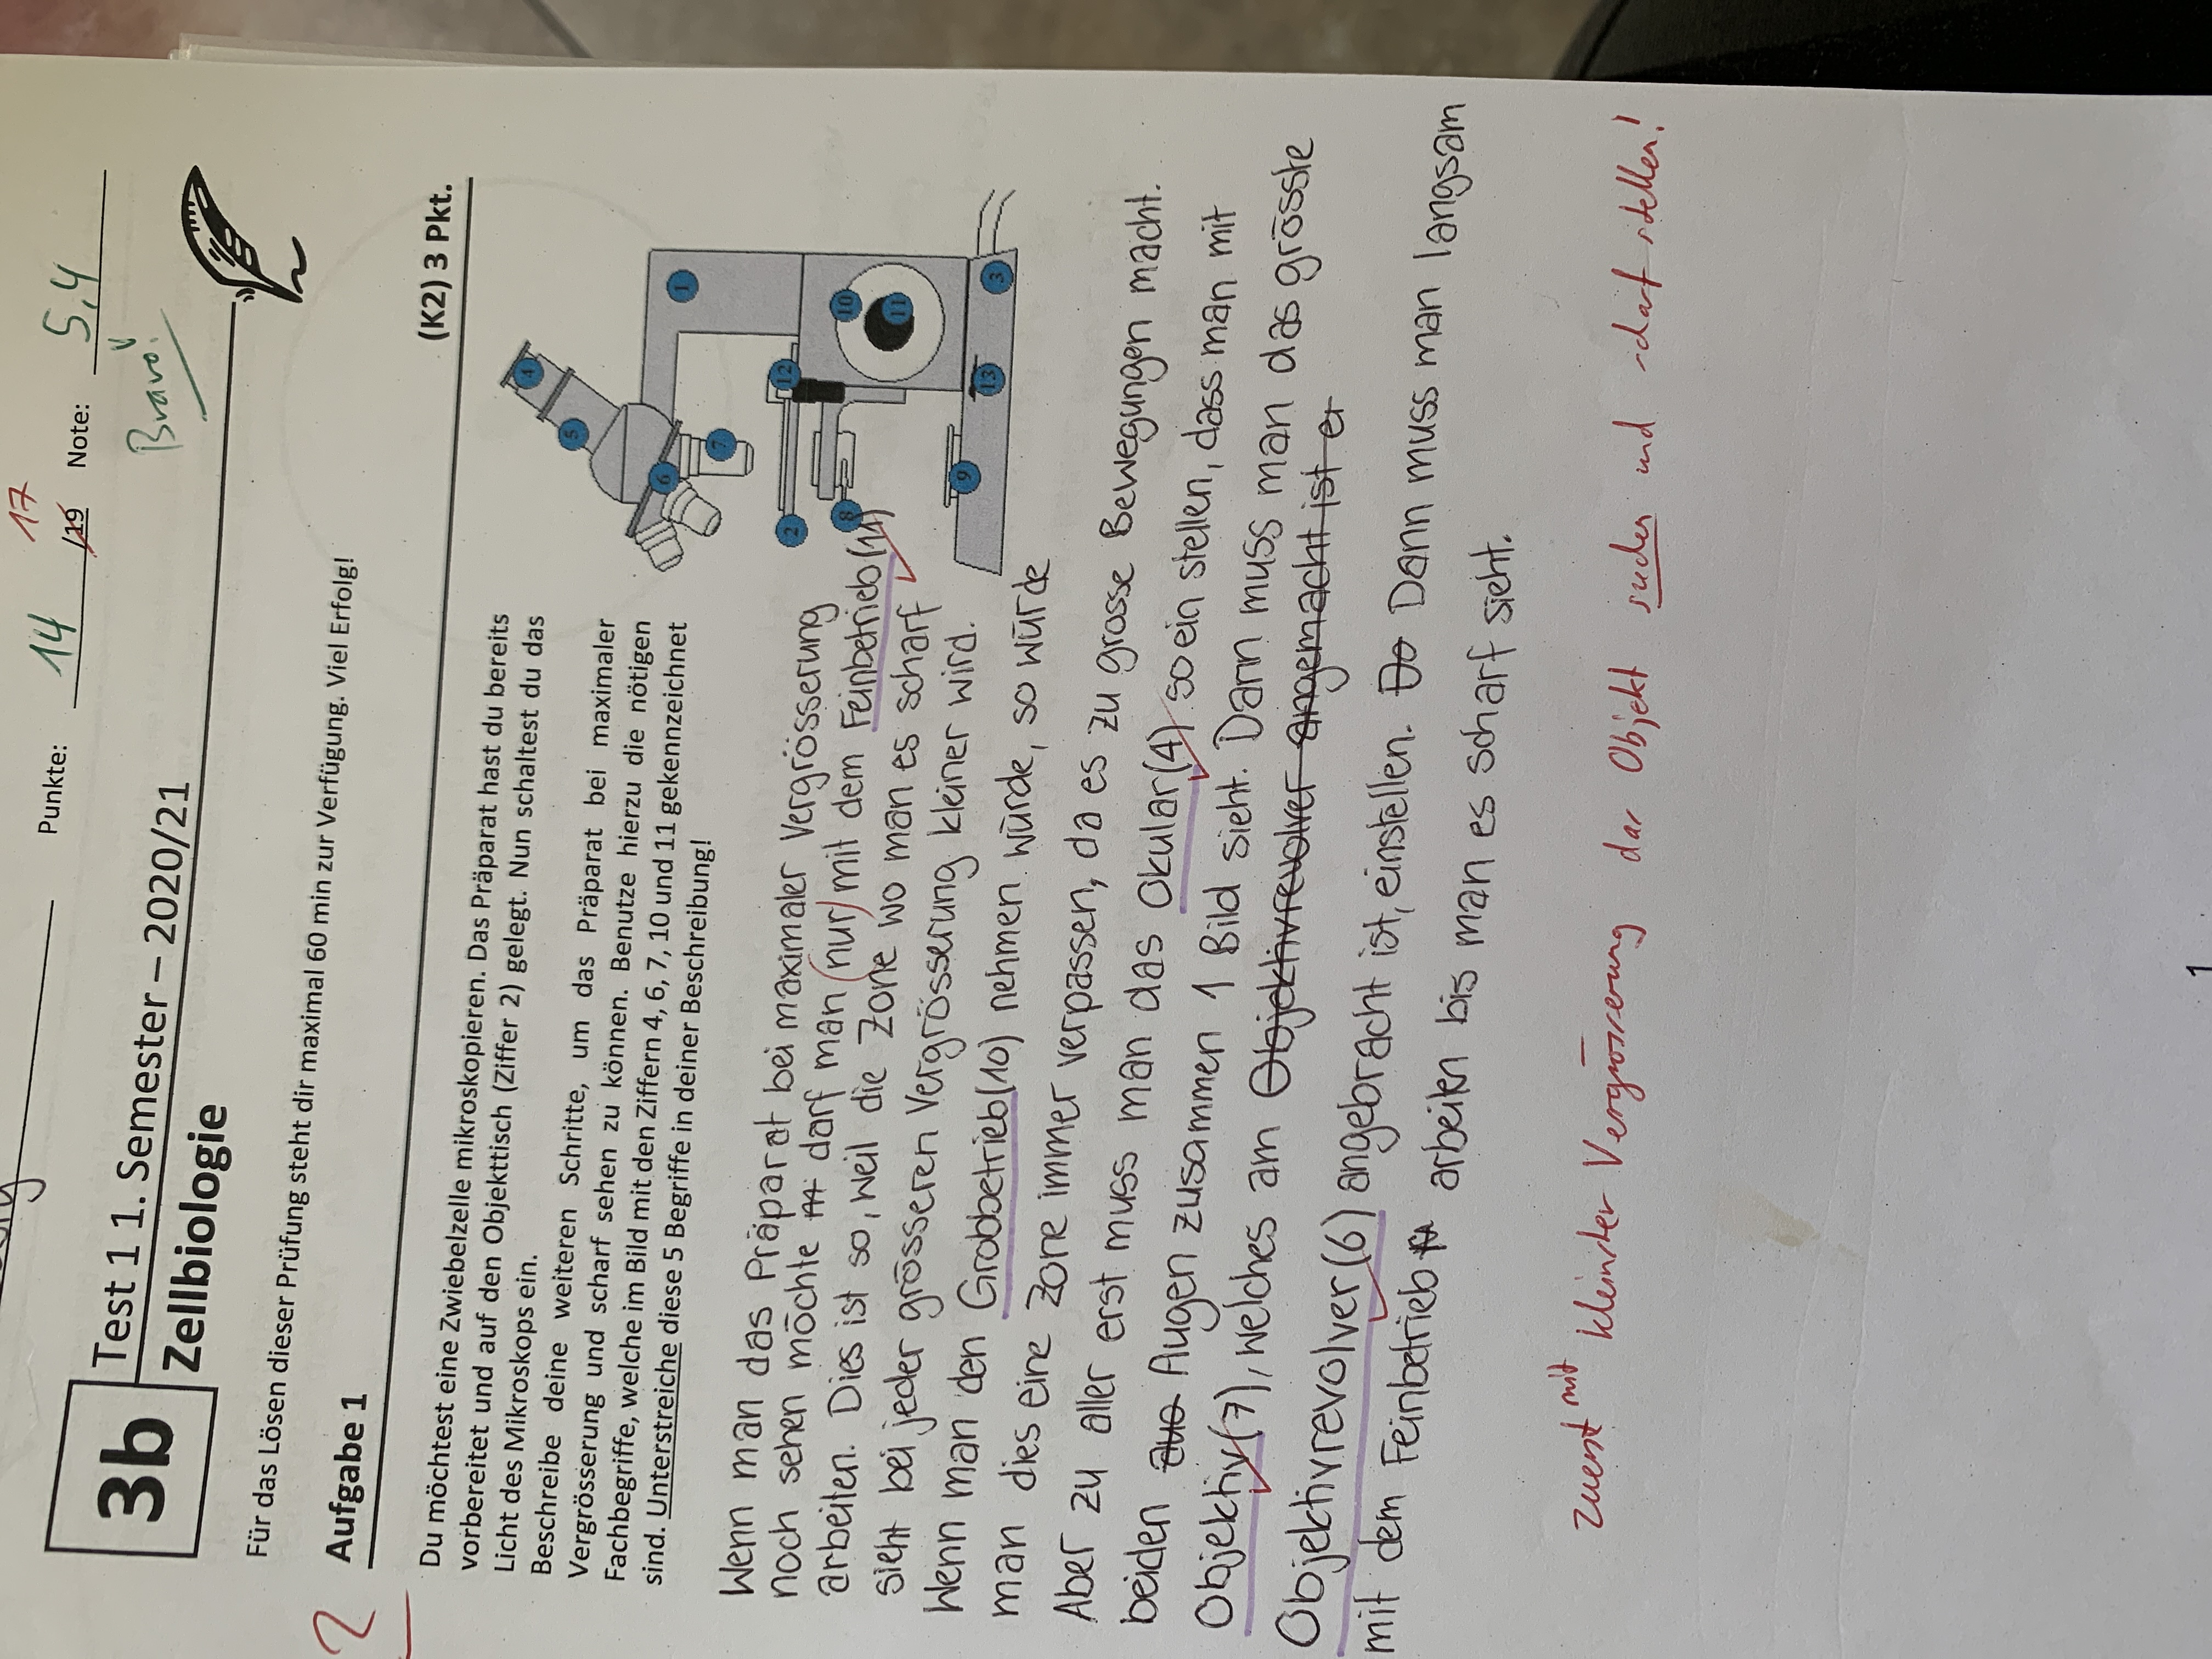 Punkte: 14 /19 17 Note: 5,4
Bravo!
3b
Test 1 1. Semester – 2020/21
Zellbiologie
Für das Lösen dieser Prüfung steht dir maximal 60 min zur Verfügung. Viel Erfolg!
2
Aufgabe 1
(K2) 3 Pkt.
Du möchtest eine Zwiebelzelle mikroskopieren. Das Präparat hast du bereits
vorbereitet und auf den Objekttisch (Ziffer 2) gelegt. Nun schaltest du das
Licht des Mikroskops ein.
Beschreibe deine weiteren Schritte, um das Präparat bei maximaler
Vergrösserung und scharf sehen zu können. Benutze hierzu die nötigen
Fachbegriffe, welche im Bild mit den Ziffern 4, 6, 7, 10 und 11 gekennzeichnet
sind. Unterstreiche diese 5 Begriffe in deiner Beschreibung!
4
5
6
1
7
2
12
8
10
11
9
13
3
Wenn man das Präparat bei maximaler Vergrösserung
noch sehen möchte darf man (nur) mit dem Feinbetrieb (11)
arbeiten. Dies ist so, weil die Zone wo man es scharf
sieht bei jeder grösseren Vergrösserung kleiner wird.
Wenn man den Grobbetrieb (10) nehmen würde, so würde
man dies eine Zone immer verpassen, da es zu grosse Bewegungen macht.
Aber zu aller erst muss man das Okular (4) so ein stellen, dass man mit
beiden Augen zusammen 1 Bild sieht. Dann muss man das grösste
Objektiv (7), welches am Objektivrevolver angemacht ist er
Objektivrevolver (6) angebracht ist, einstellen. Do Dann muss man langsam
mit dem Feinbetrieb arbeiten bis man es scharf sieht.
zuerst mit kleinster Vergrösserung das Objekt suchen und scharf stellen!
1